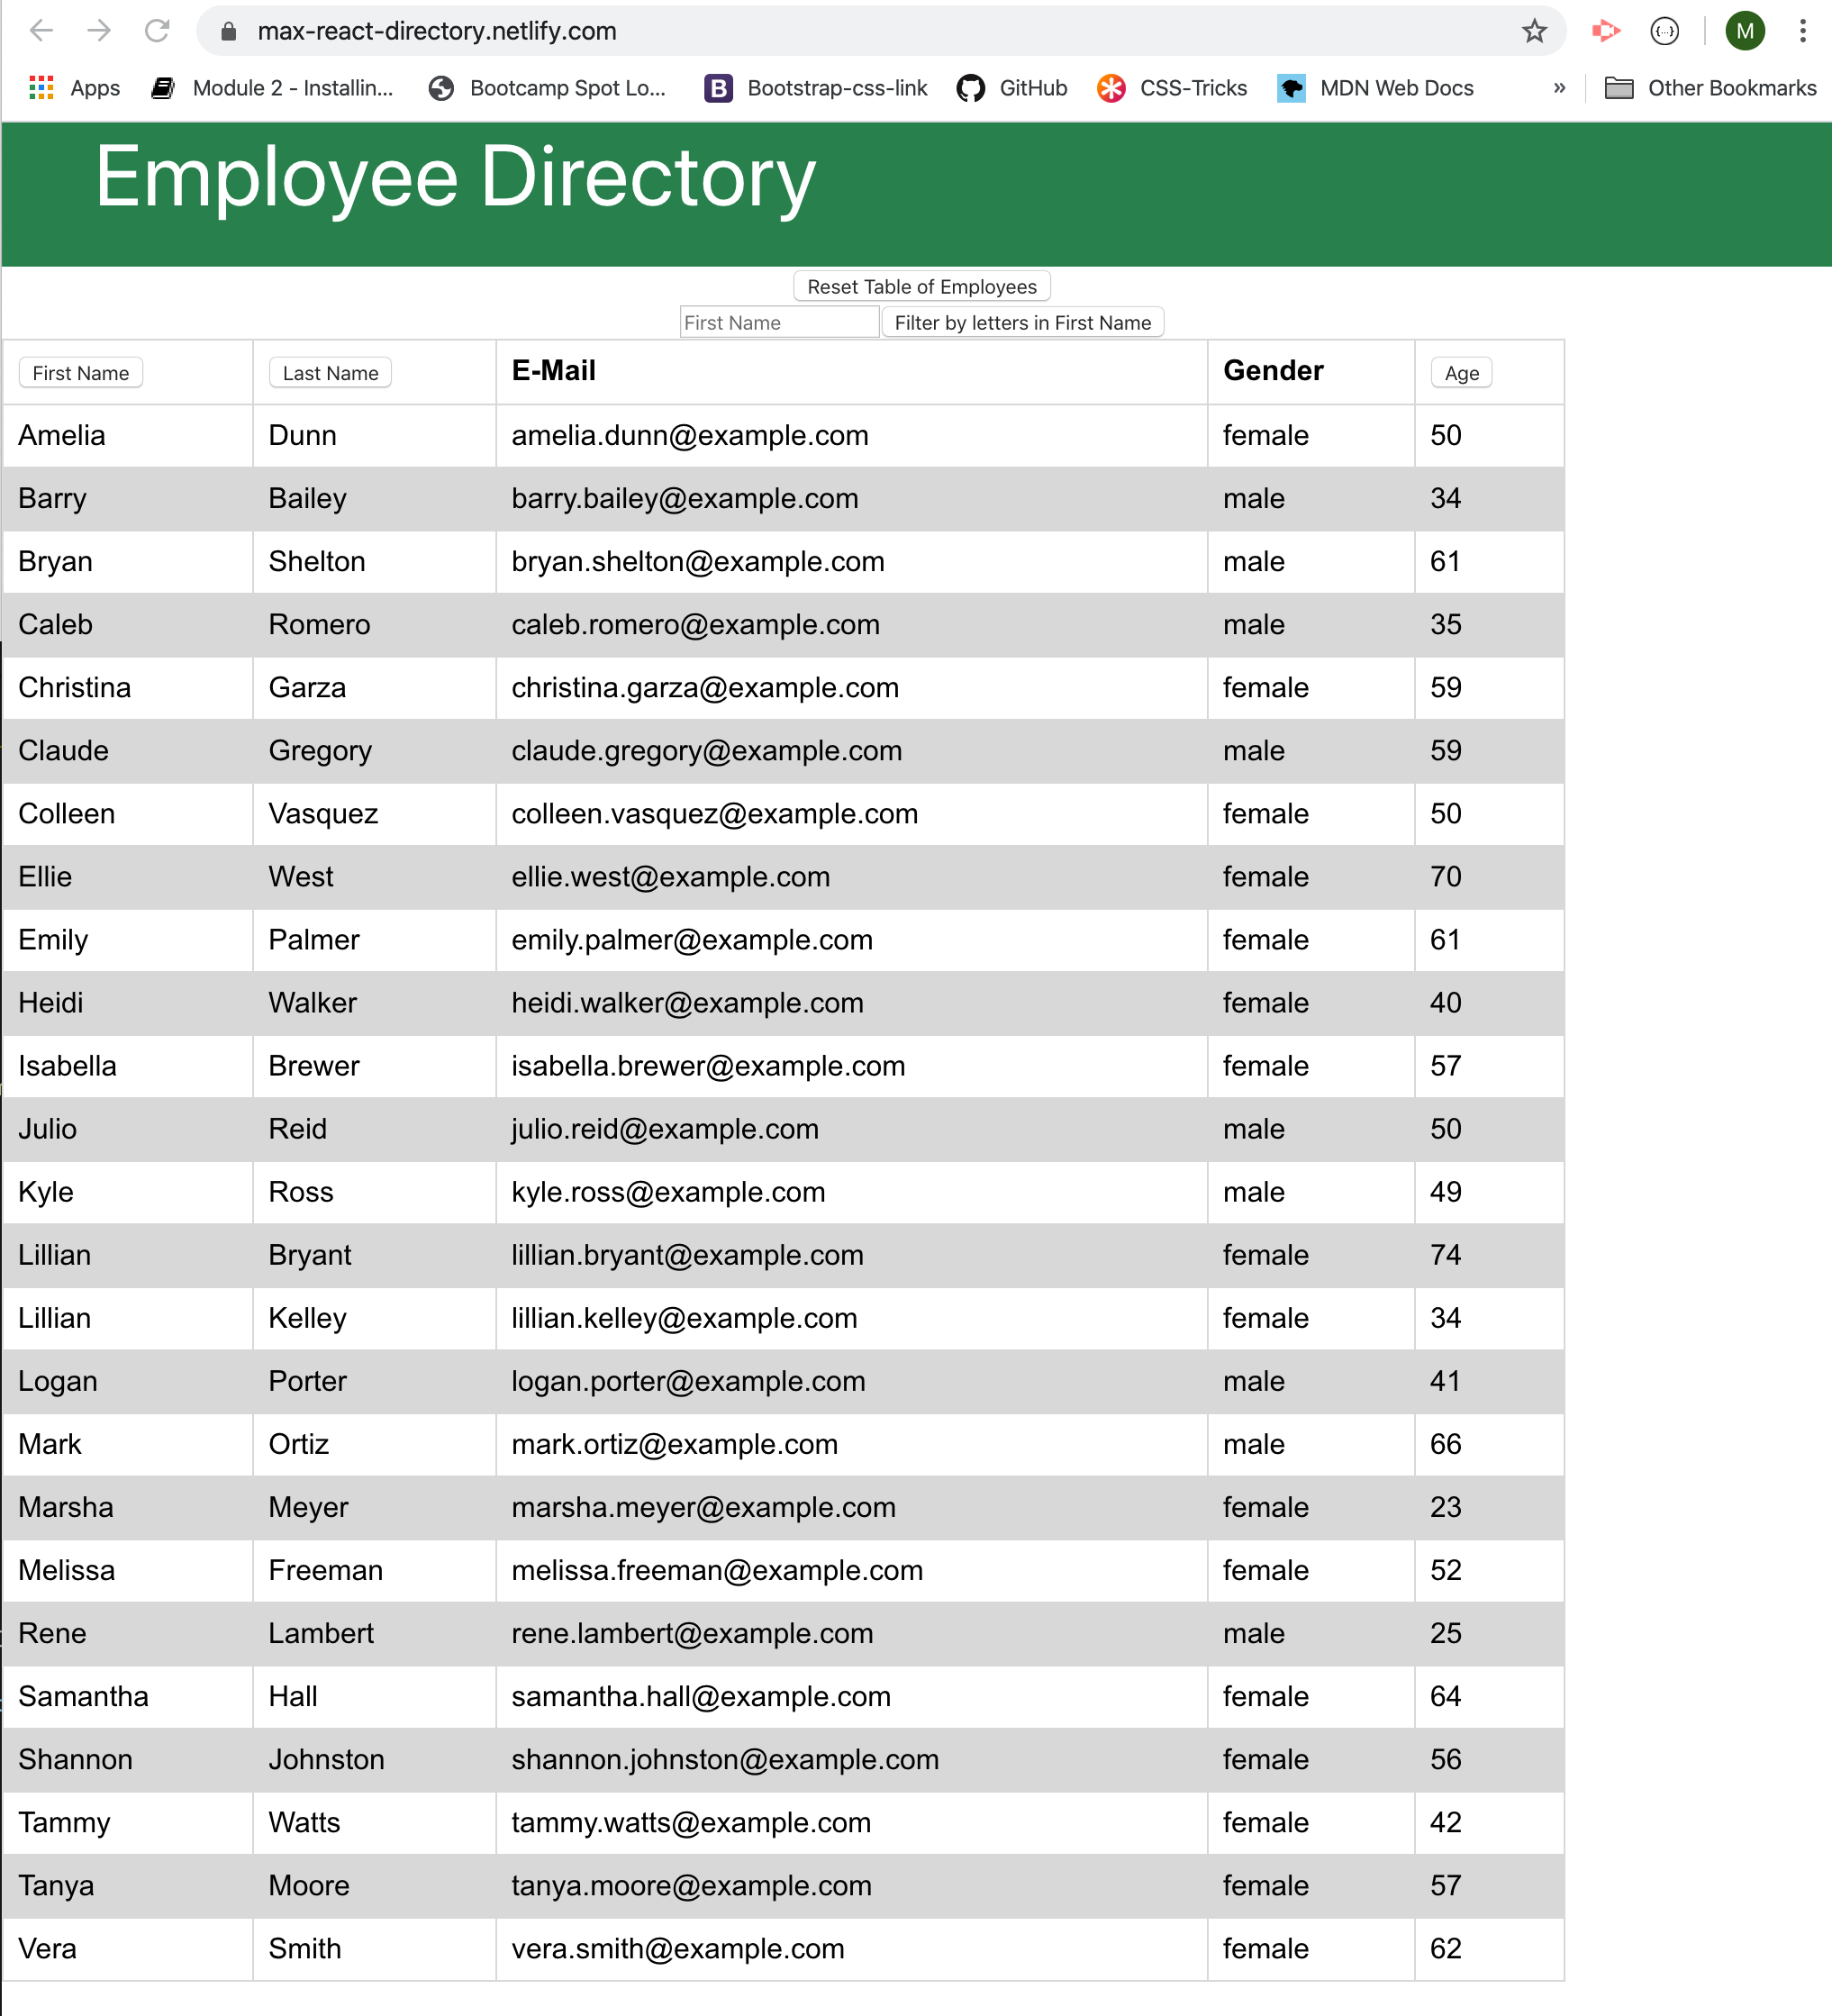 max-react-directory.netlify.com M
Apps Module 2 - Installin... Bootcamp Spot Lo... B Bootstrap-css-link GitHub CSS-Tricks MDN Web Docs » Other Bookmarks
Employee Directory
Reset Table of Employees
First Name Filter by letters in First Name
First Name Last Name E-Mail Gender Age
Amelia Dunn amelia.dunn@example.com female 50
Barry Bailey barry.bailey@example.com male 34
Bryan Shelton bryan.shelton@example.com male 61
Caleb Romero caleb.romero@example.com male 35
Christina Garza christina.garza@example.com female 59
Claude Gregory claude.gregory@example.com male 59
Colleen Vasquez colleen.vasquez@example.com female 50
Ellie West ellie.west@example.com female 70
Emily Palmer emily.palmer@example.com female 61
Heidi Walker heidi.walker@example.com female 40
Isabella Brewer isabella.brewer@example.com female 57
Julio Reid julio.reid@example.com male 50
Kyle Ross kyle.ross@example.com male 49
Lillian Bryant lillian.bryant@example.com female 74
Lillian Kelley lillian.kelley@example.com female 34
Logan Porter logan.porter@example.com male 41
Mark Ortiz mark.ortiz@example.com male 66
Marsha Meyer marsha.meyer@example.com female 23
Melissa Freeman melissa.freeman@example.com female 52
Rene Lambert rene.lambert@example.com male 25
Samantha Hall samantha.hall@example.com female 64
Shannon Johnston shannon.johnston@example.com female 56
Tammy Watts tammy.watts@example.com female 42
Tanya Moore tanya.moore@example.com female 57
Vera Smith vera.smith@example.com female 62